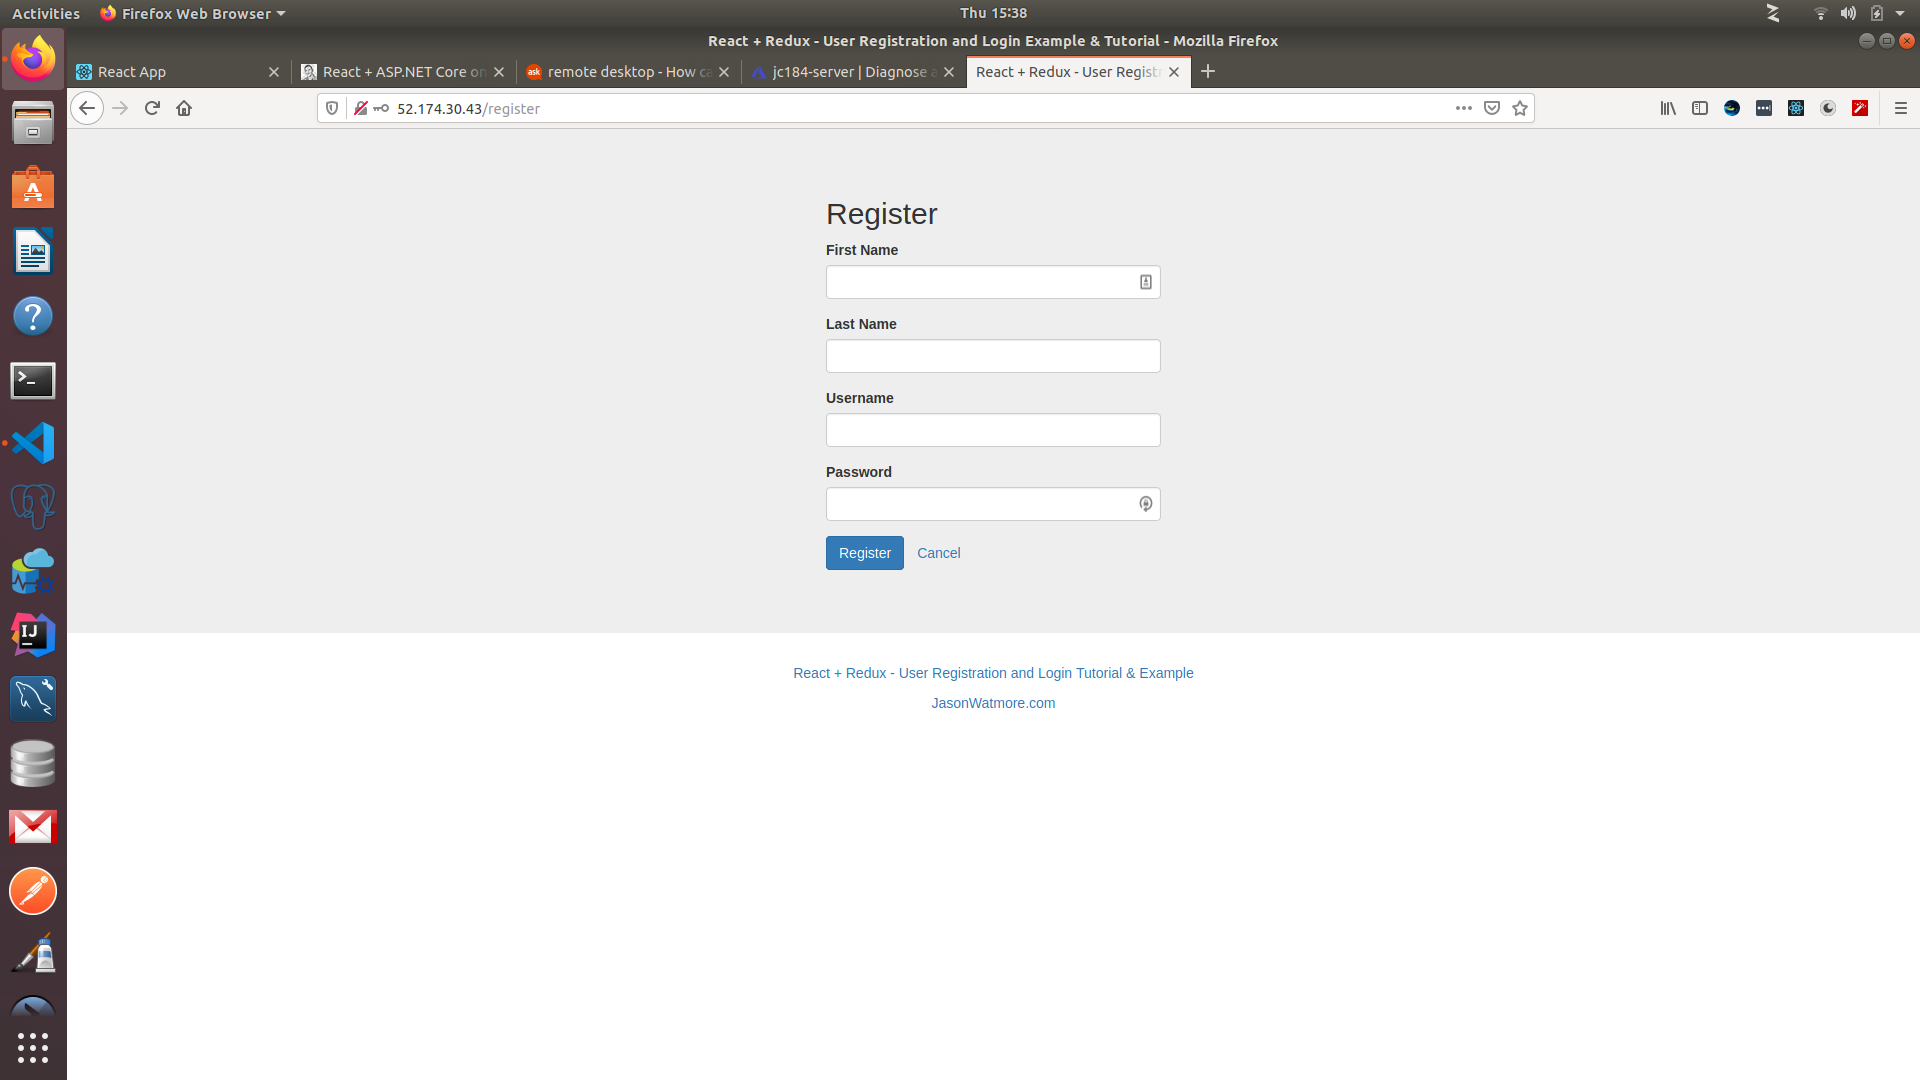 Activities
Firefox Web Browser
Thu 15:38
React + Redux - User Registration and Login Example & Tutorial - Mozilla Firefox
React App
React + ASP.NET Core on
remote desktop - How ca
jc184-server | Diagnose a
React + Redux - User Regist
52.174.30.43/register
Register
First Name
Last Name
Username
Password
Register
Cancel
React + Redux - User Registration and Login Tutorial & Example
JasonWatmore.com